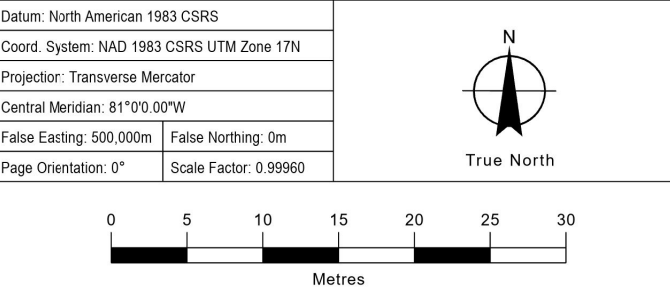 Datum: North American 1983 CSRS
Coord. System: NAD 1983 CSRS UTM Zone 17N
Projection: Transverse Mercator
Central Meridian: 81°0'0.00"W
False Easting: 500,000m False Northing: 0m
Page Orientation: 0° Scale Factor: 0.99960
N
True North
0 5 10 15 20 25 30
Metres